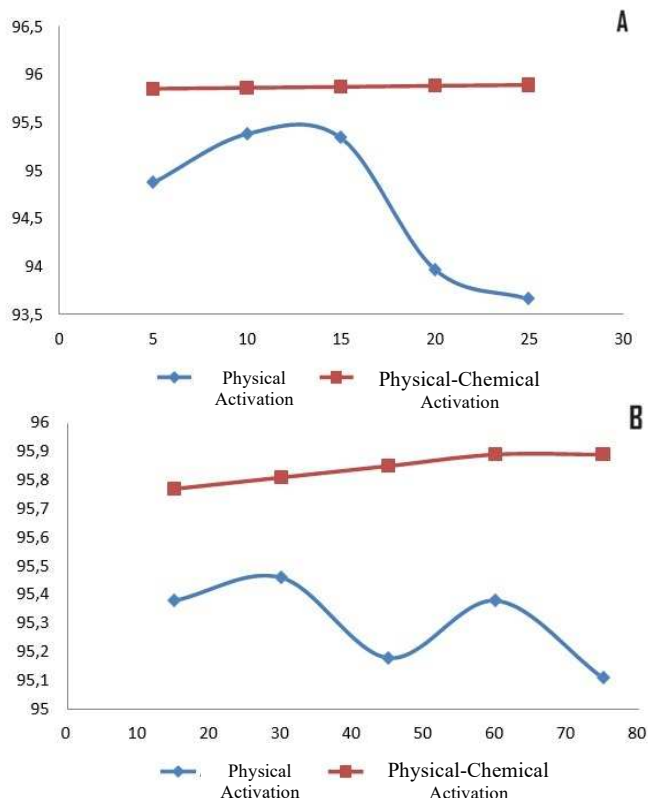 A
96,5
96
95,5
95
94,5
94
93,5
0 5 10 15 20 25 30
Physical Activation
Physical-Chemical Activation
B
96
95,9
95,8
95,7
95,6
95,5
95,4
95,3
95,2
95,1
95
0 10 20 30 40 50 60 70 80
Physical Activation
Physical-Chemical Activation